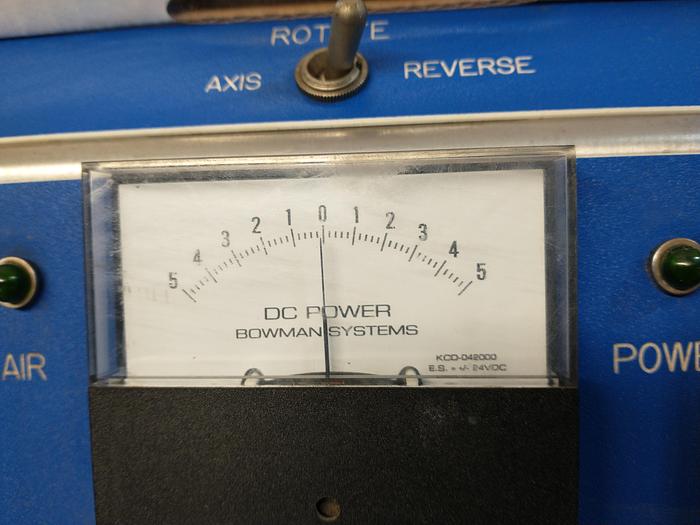 ROTATE
AXIS REVERSE
5 4 3 2 1 0 1 2 3 4 5
DC POWER
BOWMAN SYSTEMS
KCD-042000
E.S. = +/- 24VDC
AIR
POWE